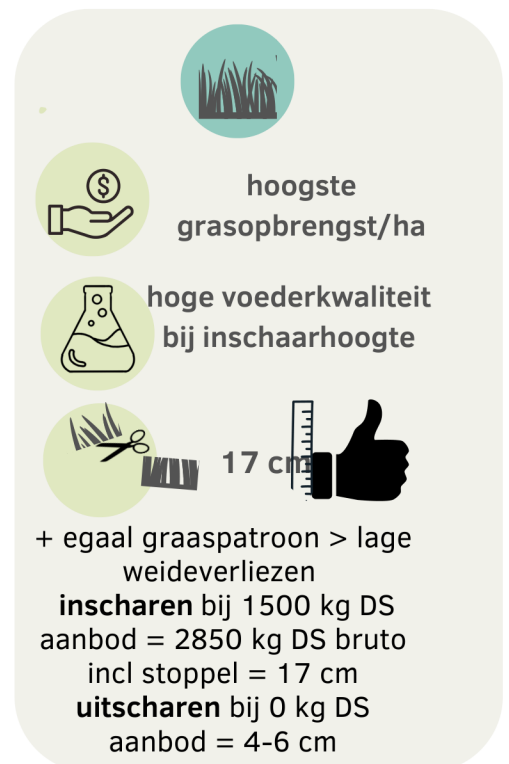 hoogste
grasopbrengst/ha
hoge voederkwaliteit
bij inschaarhoogte
17 cm
+ egaal graaspatroon > lage
weideverliezen
inscharen bij 1500 kg DS
aanbod = 2850 kg DS bruto
incl stoppel = 17 cm
uitscharen bij 0 kg DS
aanbod = 4-6 cm